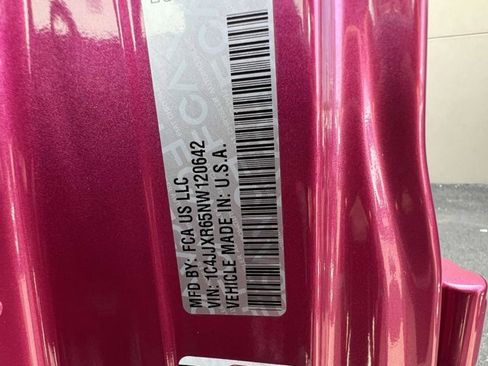 MFD BY: FCA US LLC
VIN: 1C4JJXR65NW120642
VEHICLE MADE IN: U.S.A.